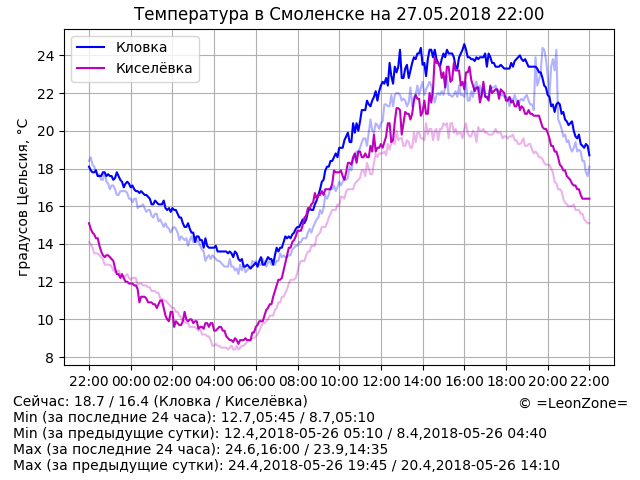 Температура в Смоленске на 27.05.2018 22:00
Кловка
Киселёвка
градусов Цельсия, °C
24
22
20
18
16
14
12
10
8
22:00 00:00 02:00 04:00 06:00 08:00 10:00 12:00 14:00 16:00 18:00 20:00 22:00
Сейчас: 18.7 / 16.4 (Кловка / Киселёвка)
© =LeonZone=
Min (за последние 24 часа): 12.7,05:45 / 8.7,05:10
Min (за предыдущие сутки): 12.4,2018-05-26 05:10 / 8.4,2018-05-26 04:40
Max (за последние 24 часа): 24.6,16:00 / 23.9,14:35
Max (за предыдущие сутки): 24.4,2018-05-26 19:45 / 20.4,2018-05-26 14:10